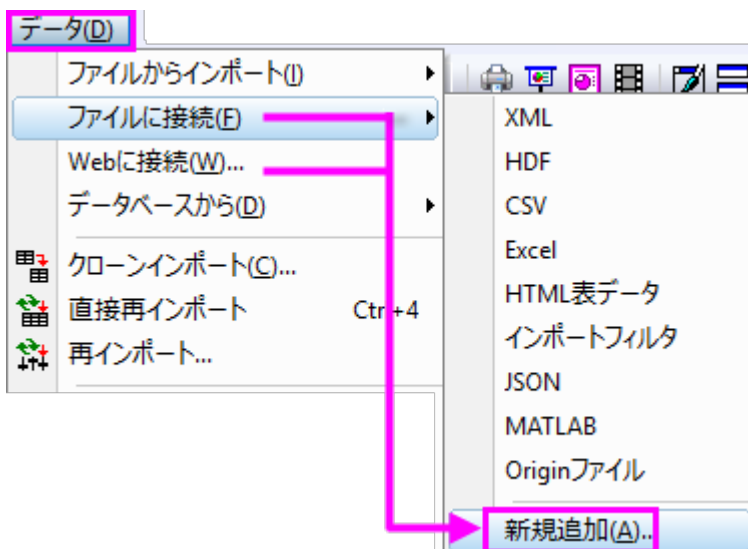 データ(D)
ファイルからインポート(I)
ファイルに接続(F)
Webに接続(W)...
データベースから(D)
クローンインポート(C)...
直接再インポート Ctrl+4
再インポート...
XML
HDF
CSV
Excel
HTML表データ
インポートフィルタ
JSON
MATLAB
Originファイル
新規追加(A)...